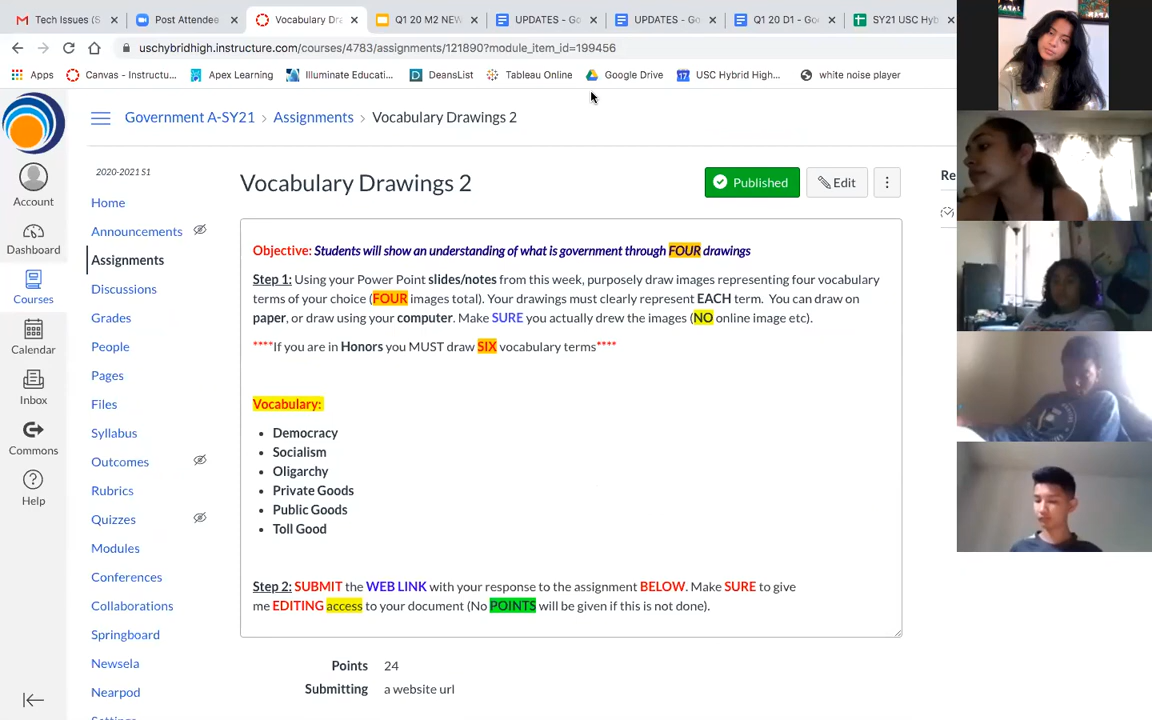 Tech Issues (S
Post Attendee
Vocabulary Dra
Q1 20 M2 NEW
UPDATES - Go
UPDATES - Go
Q1 20 D1 - Goo
SY21 USC Hyb
uschybridhigh.instructure.com/courses/4783/assignments/121890?module_item_id=199456
Apps
Canvas - Instructu...
Apex Learning
Illuminate Educati...
DeansList
Tableau Online
Google Drive
17 USC Hybrid High...
white noise player
Government A-SY21 > Assignments > Vocabulary Drawings 2
Account
Dashboard
Courses
Calendar
Inbox
Commons
Help
2020-2021 S1
Home
Announcements
Assignments
Discussions
Grades
People
Pages
Files
Syllabus
Outcomes
Rubrics
Quizzes
Modules
Conferences
Collaborations
Springboard
Newsela
Nearpod
Vocabulary Drawings 2
Published
Edit
Re
Objective: Students will show an understanding of what is government through FOUR drawings
Step 1: Using your Power Point slides/notes from this week, purposely draw images representing four vocabulary
terms of your choice (FOUR images total). Your drawings must clearly represent EACH term. You can draw on
paper, or draw using your computer. Make SURE you actually drew the images (NO online image etc).
****If you are in Honors you MUST draw SIX vocabulary terms****
Vocabulary:
• Democracy
• Socialism
• Oligarchy
• Private Goods
• Public Goods
• Toll Good
Step 2: SUBMIT the WEB LINK with your response to the assignment BELOW. Make SURE to give
me EDITING access to your document (No POINTS will be given if this is not done).
Points 24
Submitting a website url